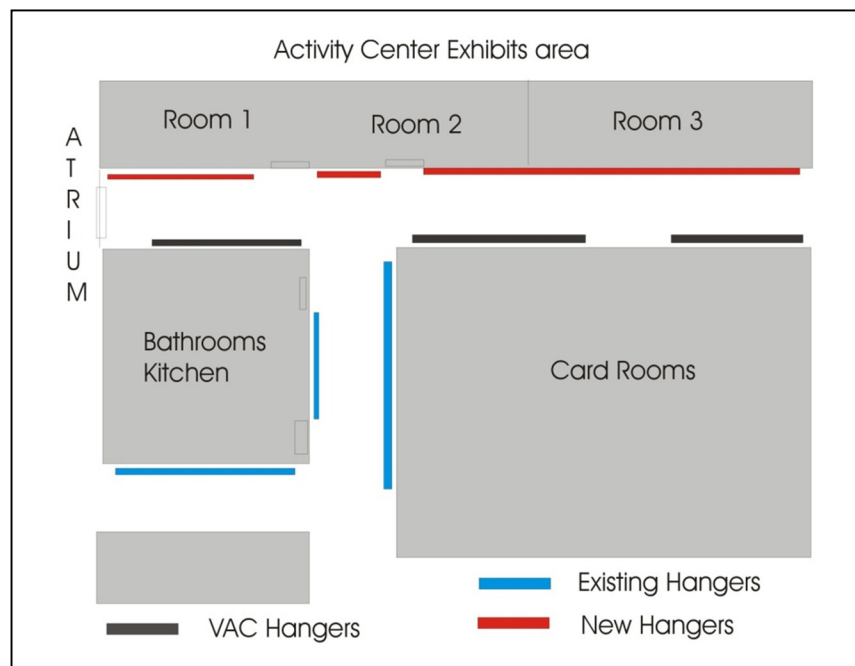 Activity Center Exhibits area
Room 1
Room 2
Room 3
ATRIUM
Bathrooms
Kitchen
Card Rooms
Existing Hangers
VAC Hangers
New Hangers